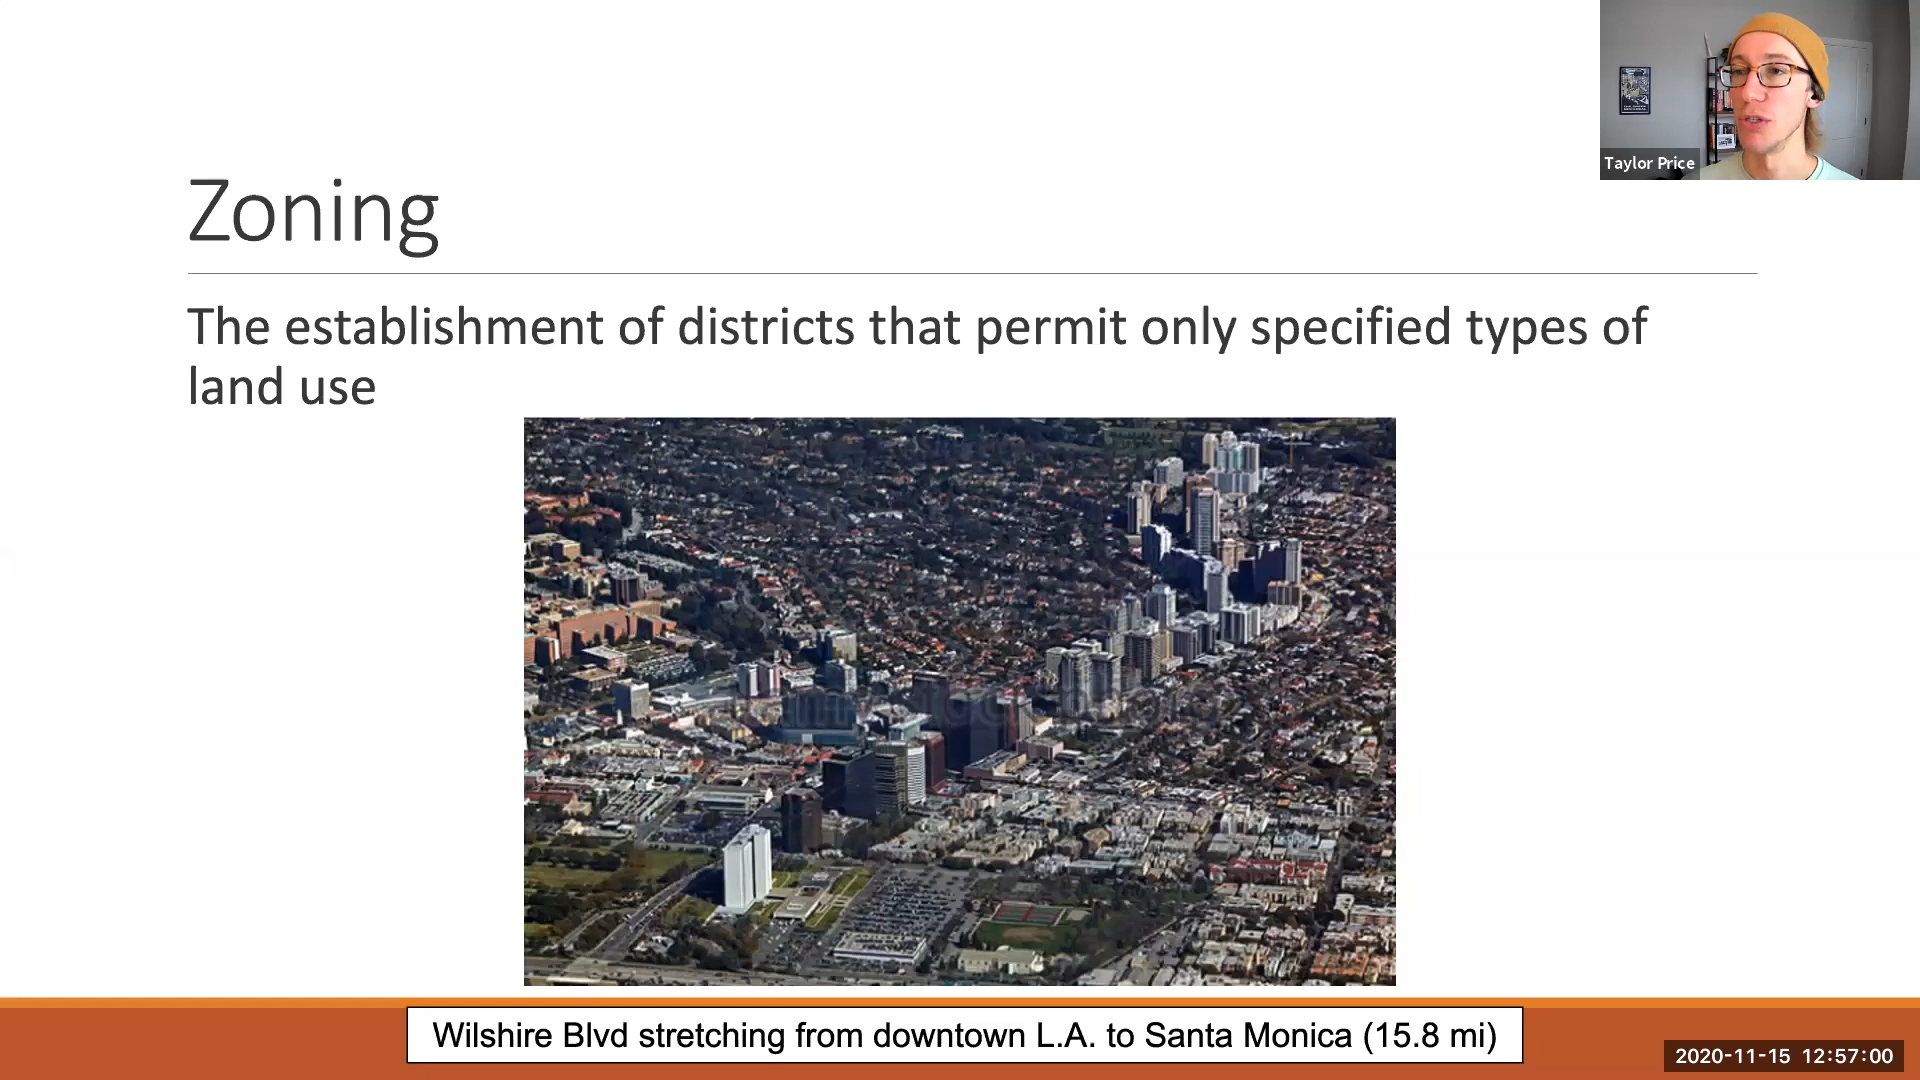 Taylor Price
Zoning
The establishment of districts that permit only specified types of
land use
Wilshire Blvd stretching from downtown L.A. to Santa Monica (15.8 mi)
2020-11-15 12:57:00